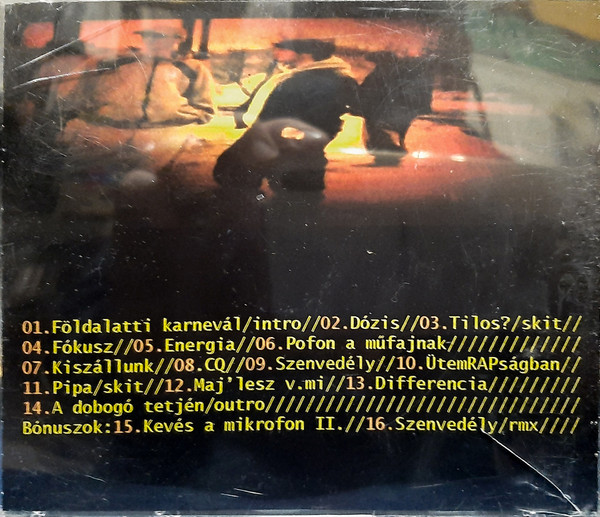 01.Földalatti karnevál/intro//02.Dózis//03.Tilos?/skit//
04.Fókusz//05.Energia//06.Pofon a műfajnak/////////////
07.Kiszállunk//08.CQ//09.Szenvedély//10.ÜtemRAPságban//
11.Pipa/skit//12.Maj'lesz v.mi//13.Differencia/////////
14.A dobogó tetjén/outro///////////////////////////////
Bónuszok:15.Kevés a mikrofon II.//16.Szenvedély/rmx////